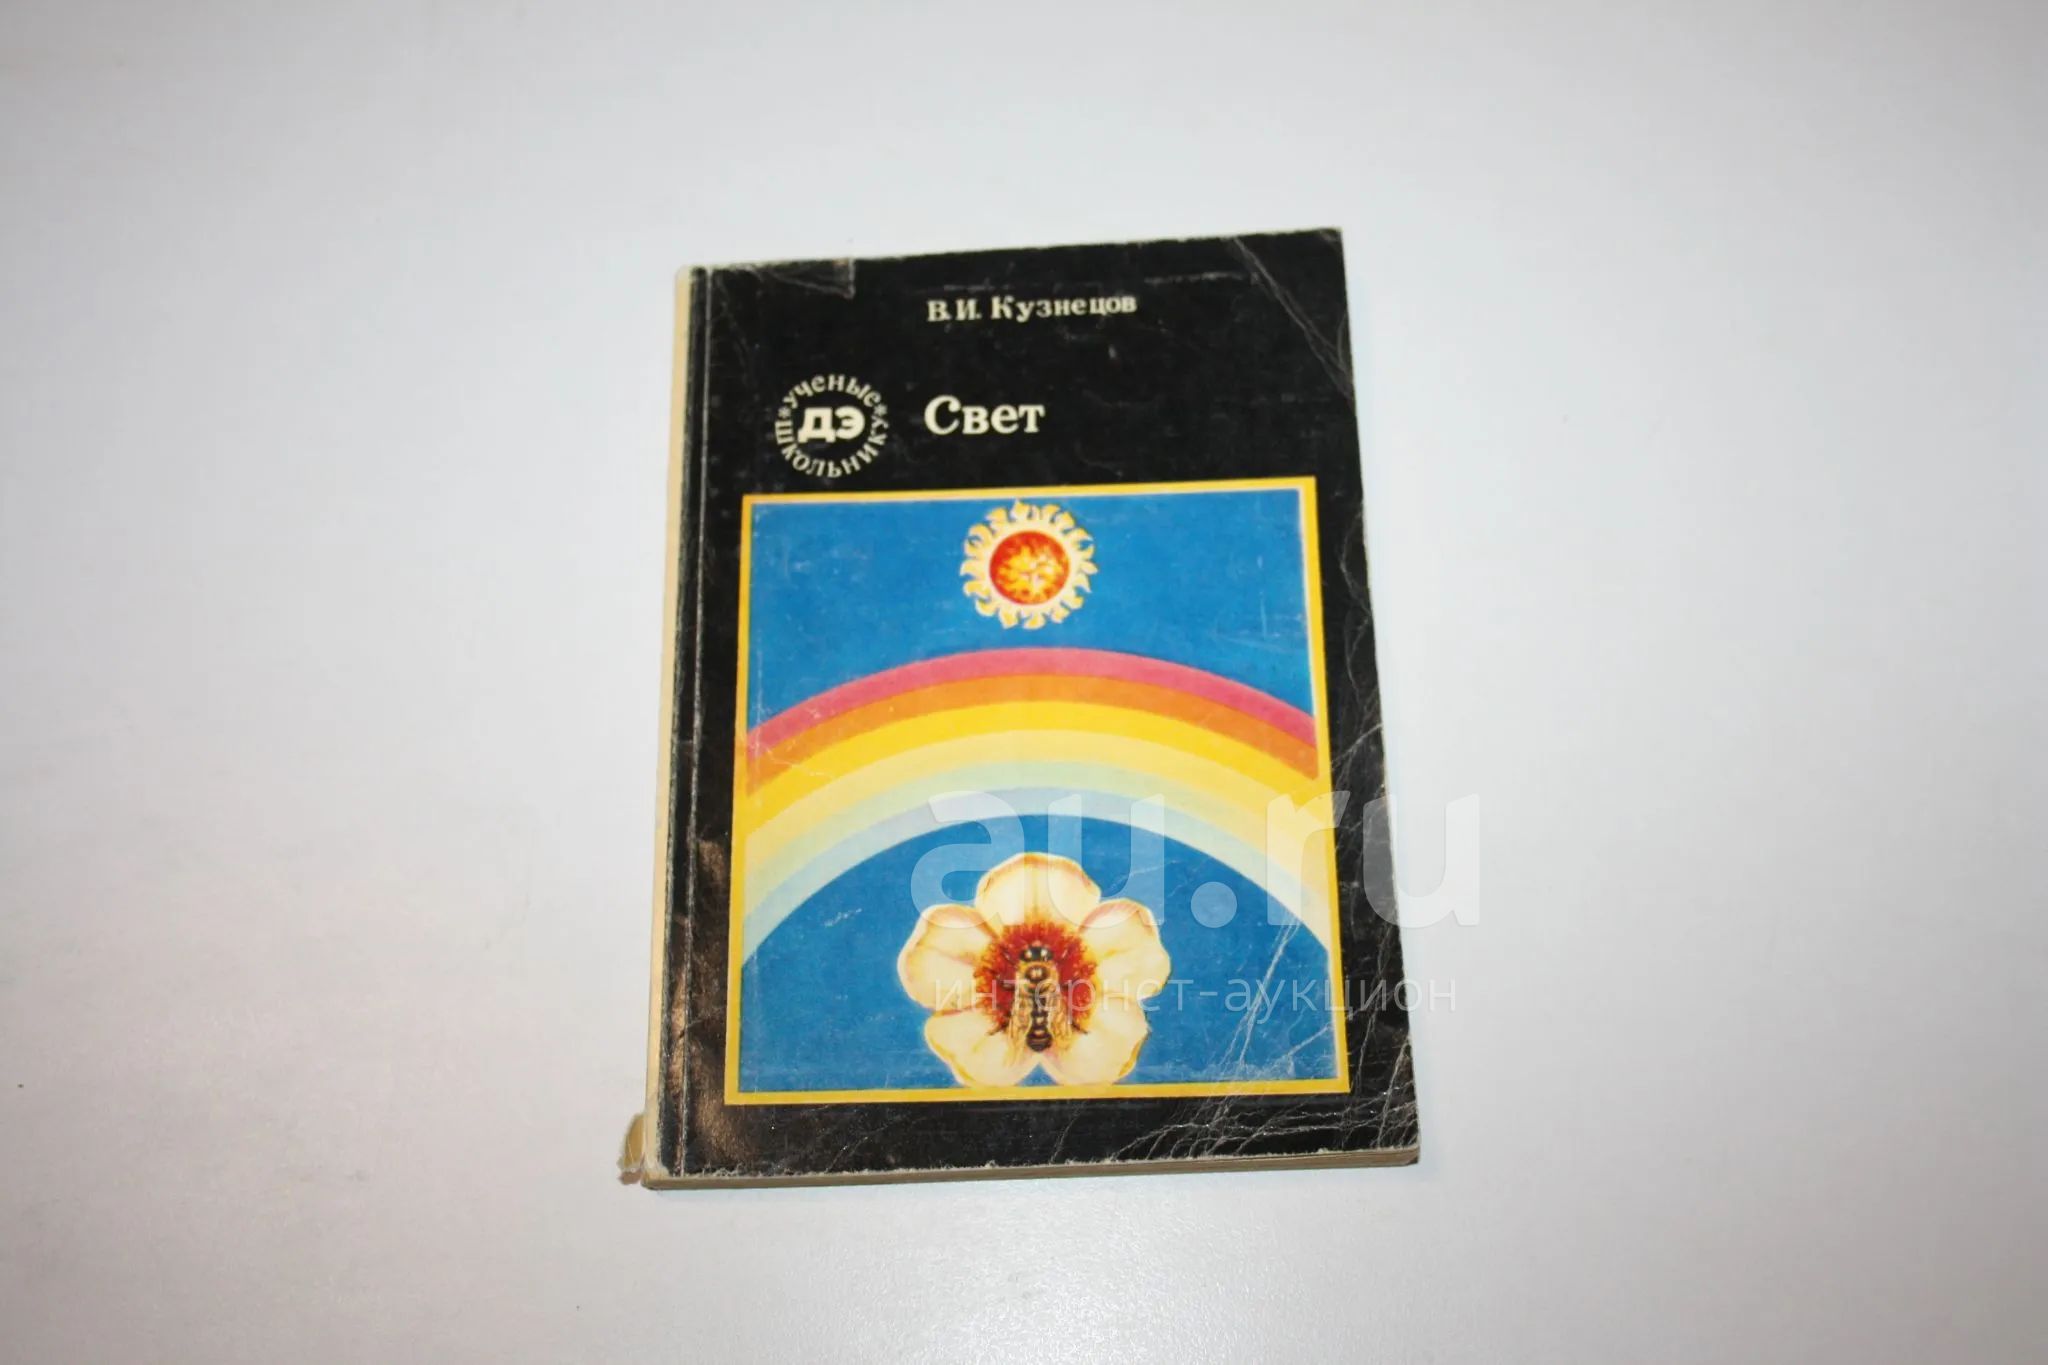 В.И. Кузнецов
Свет
ученые
ДЭ
школьнику
au.ru
интернет-аукцион